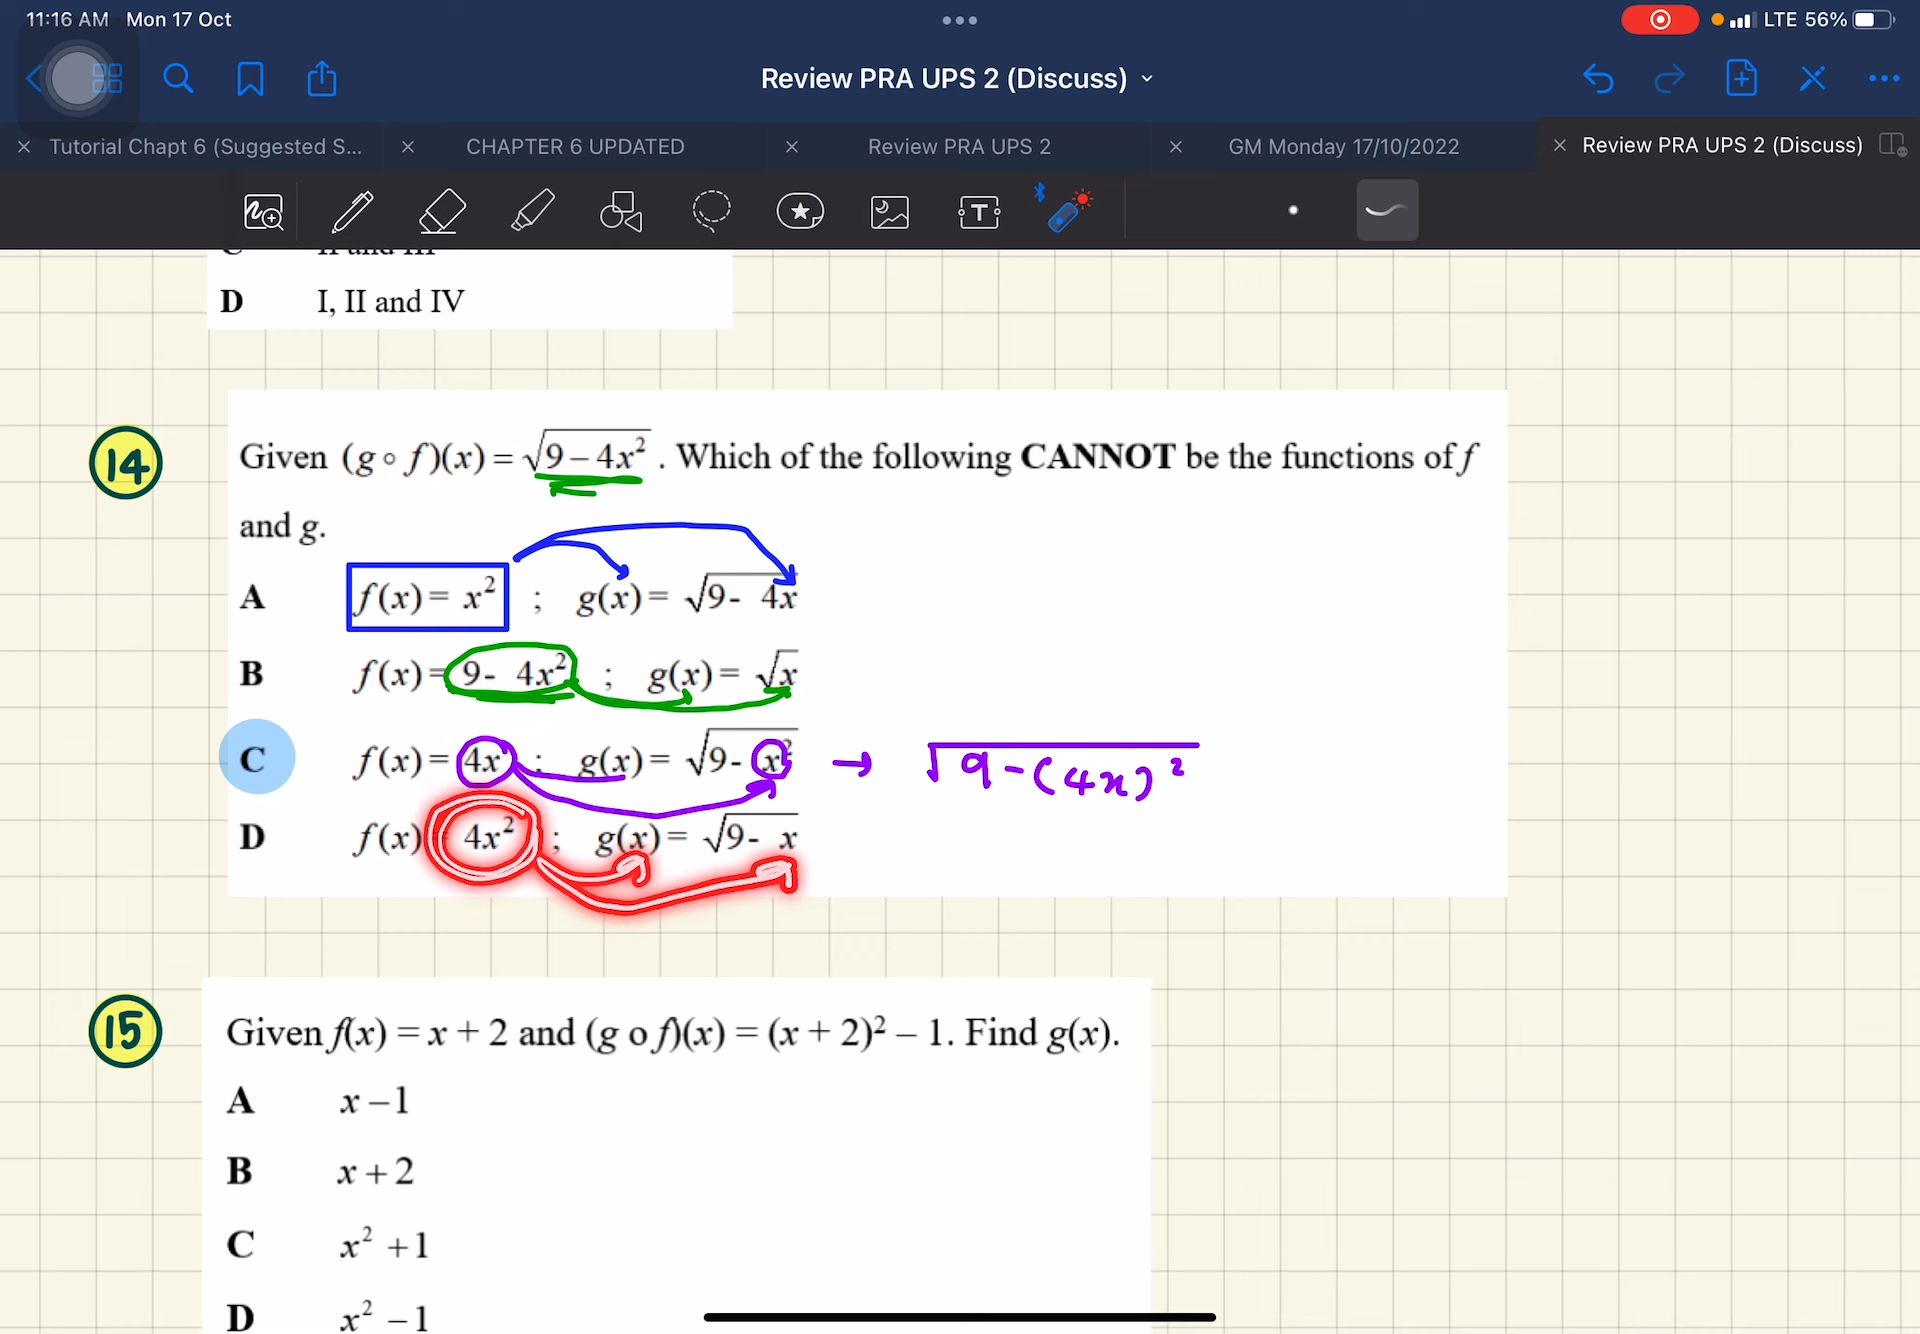 11:16 AM Mon 17 Oct
LTE 56%
Review PRA UPS 2 (Discuss)
Tutorial Chapt 6 (Suggested S...
CHAPTER 6 UPDATED
Review PRA UPS 2
GM Monday 17/10/2022
Review PRA UPS 2 (Discuss)
C II and III
D I, II and IV
14
Given (g ∘ f)(x) = √(9 – 4x²) . Which of the following CANNOT be the functions of f
and g.
A f(x) = x² ; g(x) = √(9- 4x)
B f(x) = 9- 4x² ; g(x) = √x
C f(x) = 4x ; g(x) = √(9- x²) → √(9-(4x)²)
D f(x) 4x² ; g(x) = √(9- x)
15
Given f(x) = x + 2 and (g o f)(x) = (x + 2)² – 1. Find g(x).
A x –1
B x + 2
C x² +1
D x² –1